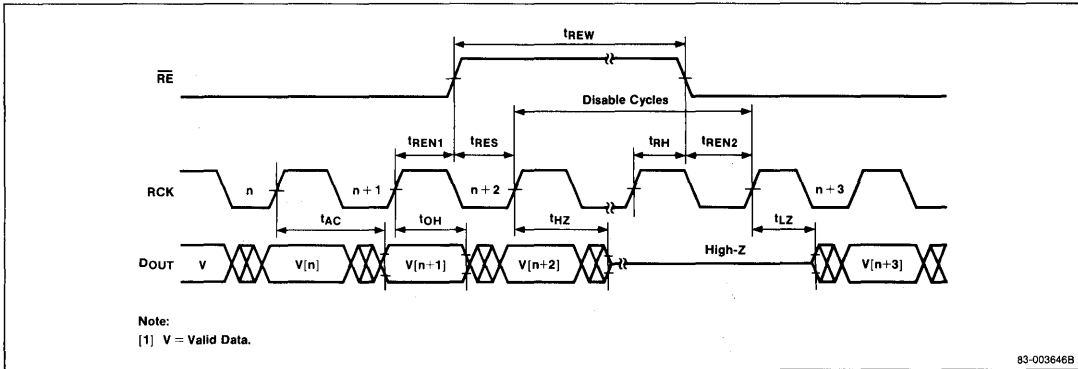 tREW
RE
Disable Cycles
tREN1 tRES tRH tREN2
RCK n n + 1 n + 2 n + 3
tAC tOH tHZ tLZ
DOUT V V[n] V[n+1] V[n+2] High-Z V[n+3]
Note:
[1] V = Valid Data.
83-003646B